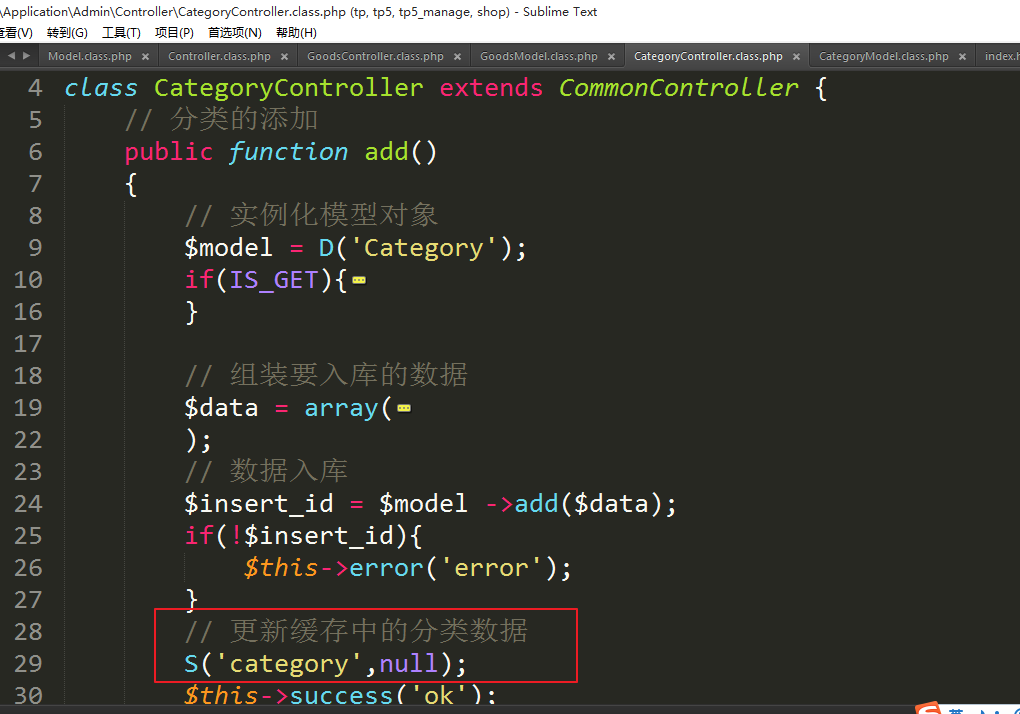 \Application\Admin\Controller\CategoryController.class.php (tp, tp5, tp5_manage, shop) - Sublime Text
查看(V) 转到(G) 工具(T) 项目(P) 首选项(N) 帮助(H)
Model.class.php × Controller.class.php × GoodsController.class.php × GoodsModel.class.php × CategoryController.class.php × CategoryModel.class.php × index.h
4 class CategoryController extends CommonController {
5 // 分类的添加
6 public function add()
7 {
8 // 实例化模型对象
9 $model = D('Category');
10 if(IS_GET){
16 }
17
18 // 组装要入库的数据
19 $data = array(
22 );
23 // 数据入库
24 $insert_id = $model ->add($data);
25 if(!$insert_id){
26 $this->error('error');
27 }
28 // 更新缓存中的分类数据
29 S('category',null);
30 $this->success('ok');